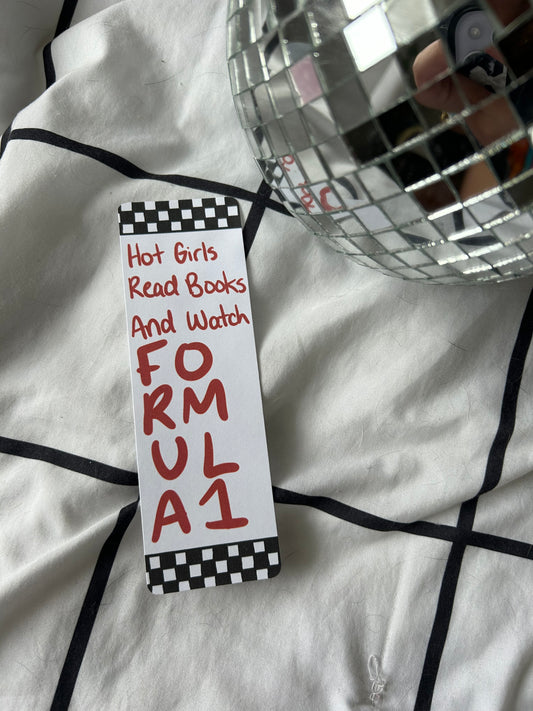 Hot Girls
Read Books
And Watch
FO
RM
UL
A1